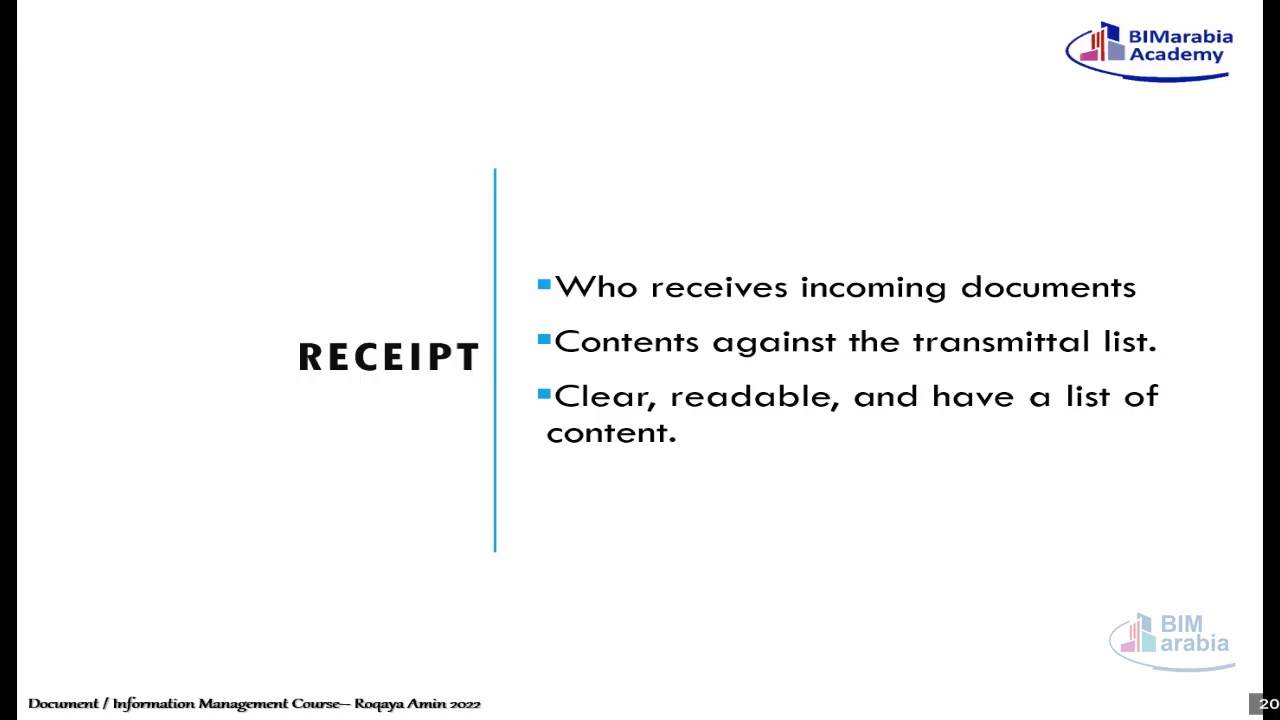 BIMarabia
Academy
RECEIPT
Who receives incoming documents
Contents against the transmittal list.
Clear, readable, and have a list of
content.
BIM
arabia
Document / Information Management Course-- Roqaya Amin 2022
20